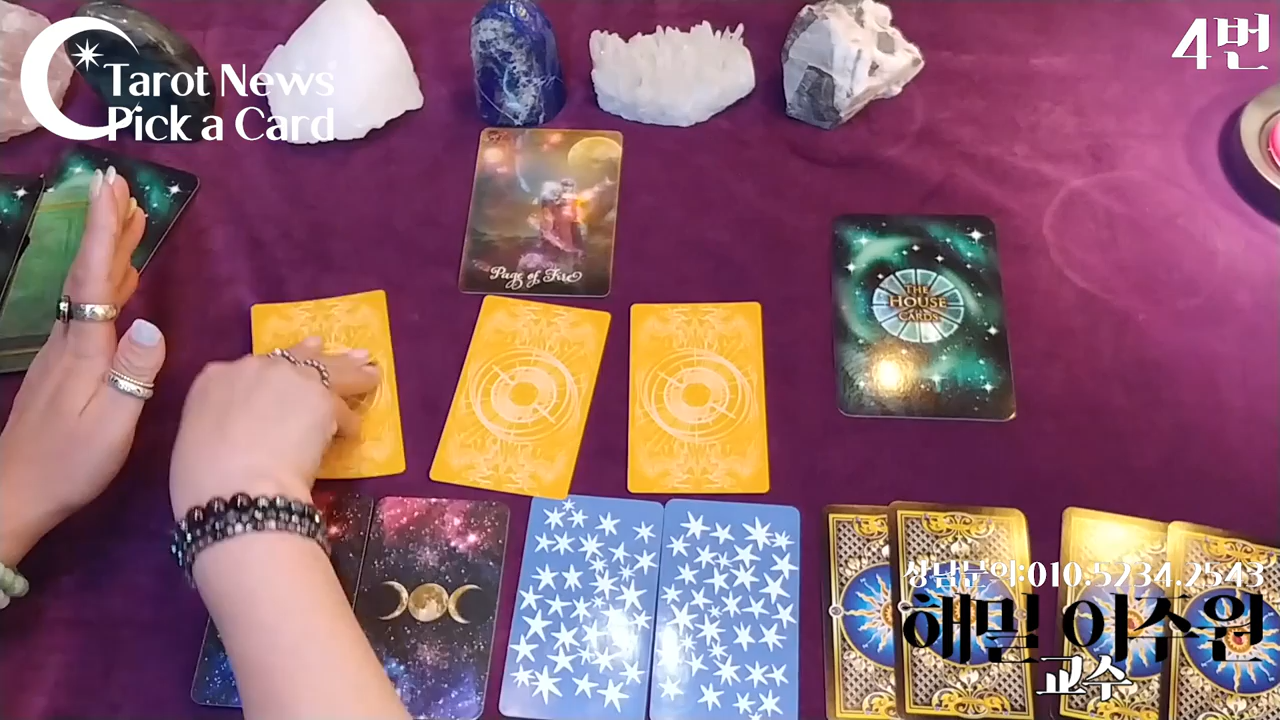 Tarot News
Pick a Card
4번
Page of Fire
THE
HOUSE
CARDS
상담문의:010.5234.2543
해밀 이수원
교수